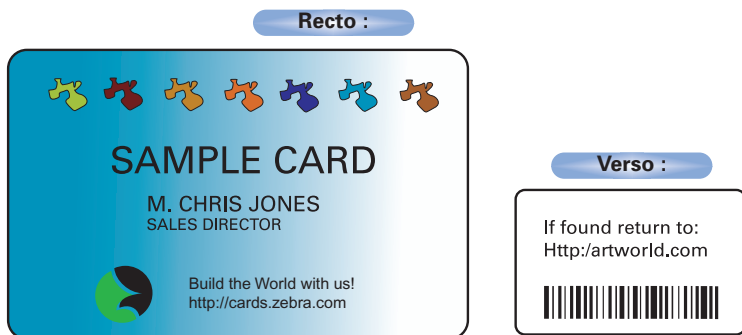 Recto :
SAMPLE CARD
M. CHRIS JONES
SALES DIRECTOR
Build the World with us!
http://cards.zebra.com
Verso :
If found return to:
Http:/artworld.com